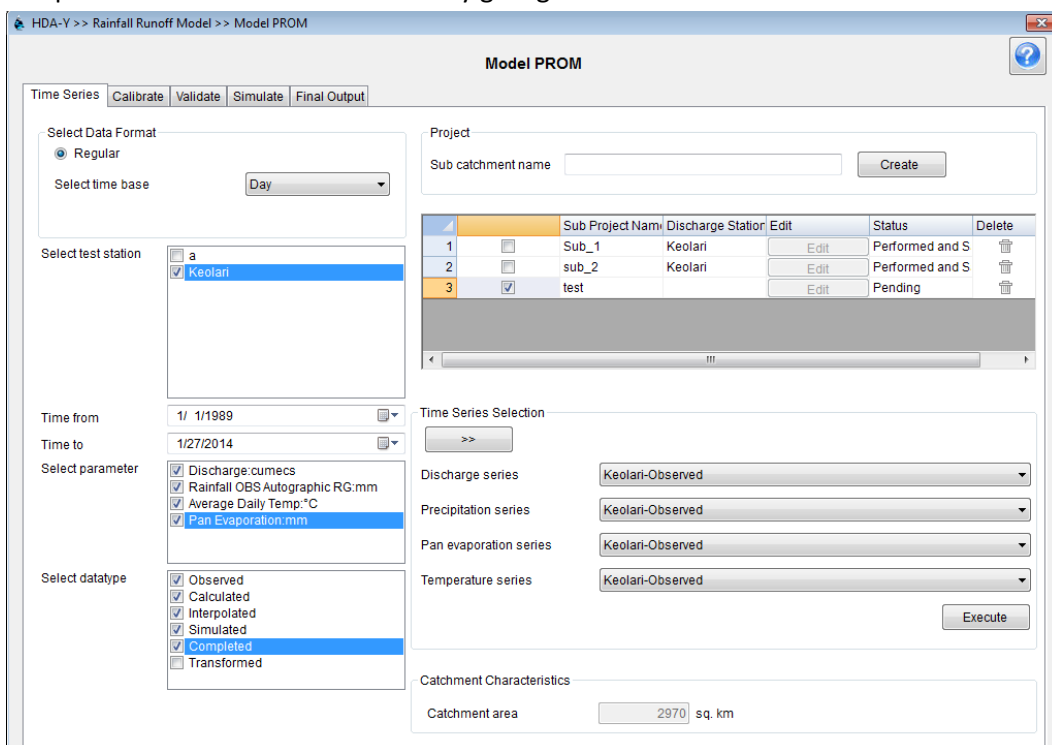 HDA-Y >> Rainfall Runoff Model >> Model PROM
Model PROM
?
Time Series Calibrate Validate Simulate Final Output
Select Data Format
Regular
Select time base Day
Select test station
a
Keolari
Time from 1/ 1/1989
Time to 1/27/2014
Select parameter
Discharge:cumecs
Rainfall OBS Autographic RG:mm
Average Daily Temp:°C
Pan Evaporation:mm
Select datatype
Observed
Calculated
Interpolated
Simulated
Completed
Transformed
Project
Sub catchment name Create
Sub Project Name Discharge Station Edit Status Delete
1 Sub_1 Keolari Edit Performed and S
2 sub_2 Keolari Edit Performed and S
3 test Edit Pending
Time Series Selection
>>
Discharge series Keolari-Observed
Precipitation series Keolari-Observed
Pan evaporation series Keolari-Observed
Temperature series Keolari-Observed
Execute
Catchment Characteristics
Catchment area 2970 sq. km